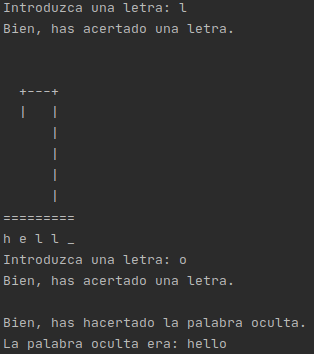 Introduzca una letra: l
Bien, has acertado una letra.
  +---+
  |   |
      |
      |
      |
      |
=========
h e l l _
Introduzca una letra: o
Bien, has acertado una letra.
Bien, has hacertado la palabra oculta.
La palabra oculta era: hello